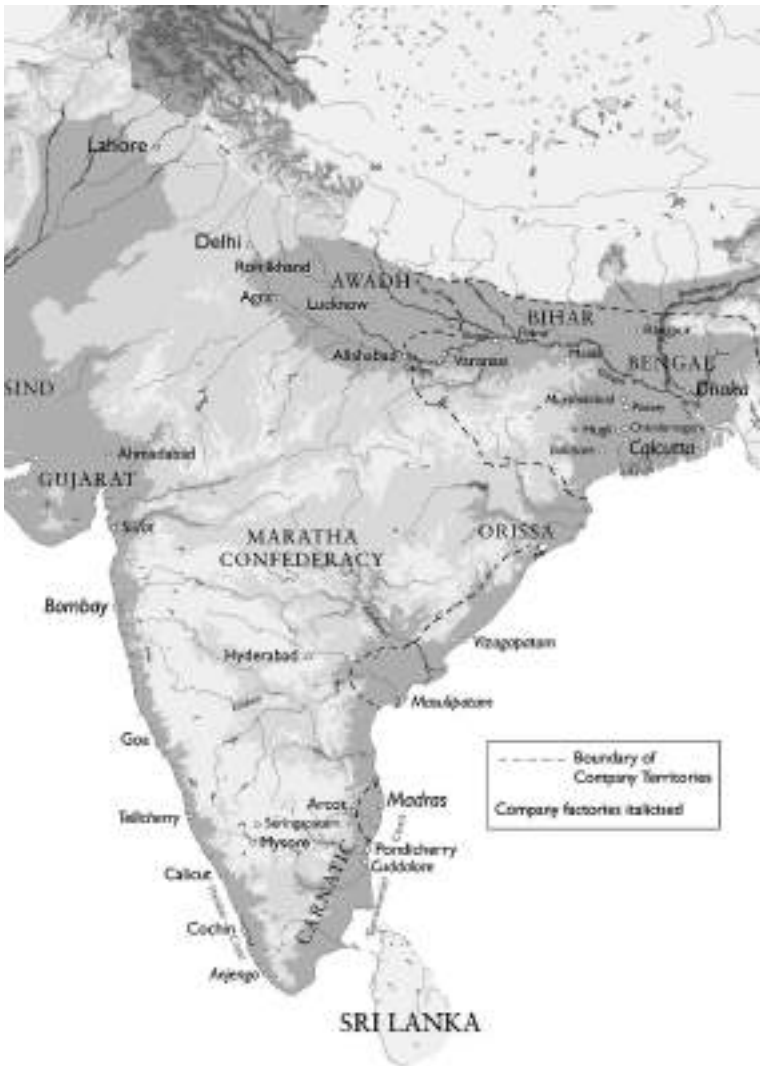 Lahore
Delhi
Rohilkhand
AWADH
Agra
Lucknow
BIHAR
Allahabad
Varanasi
BENGAL
Dhaka
SIND
Murshidabad
Hugli
Calcutta
Ahmadabad
GUJARAT
Surat
MARATHA
CONFEDERACY
ORISSA
Bombay
Vizagapatam
Hyderabad
Masulipatam
Goa
Boundary of
Company Territories
Company factories italicised
Arcot
Madras
Tellicherry
Seringapatam
Mysore
Pondicherry
Cuddalore
Calicut
CARNATIC
Cochin
Anjengo
SRI LANKA